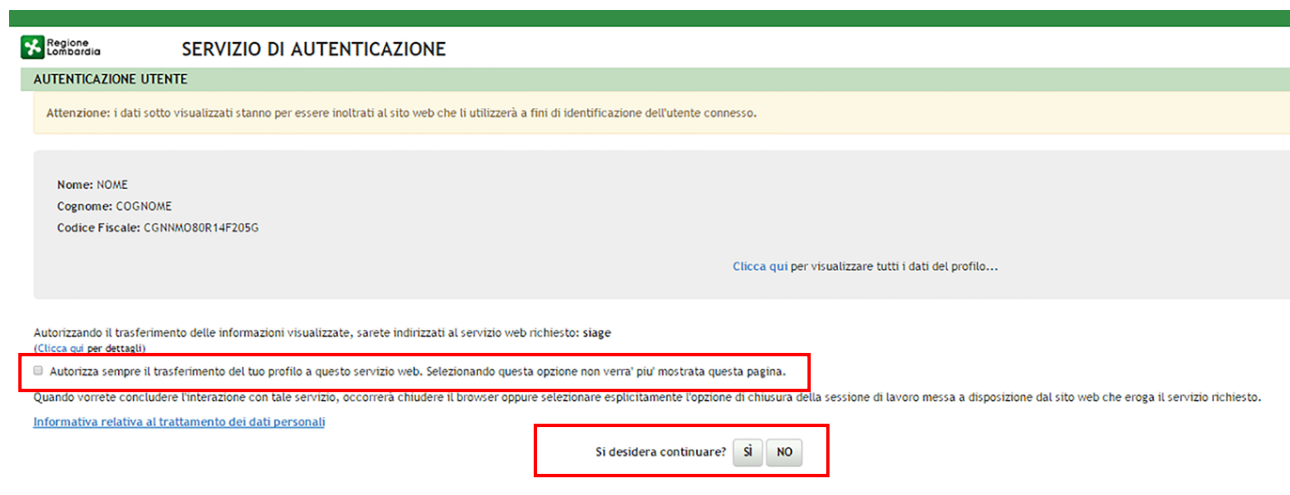 Regione
Lombardia
SERVIZIO DI AUTENTICAZIONE
AUTENTICAZIONE UTENTE
Attenzione: i dati sotto visualizzati stanno per essere inoltrati al sito web che li utilizzerà a fini di identificazione dell'utente connesso.
Nome: NOME
Cognome: COGNOME
Codice Fiscale: CGNNMO80R14F205G
Clicca qui per visualizzare tutti i dati del profilo...
Autorizzando il trasferimento delle informazioni visualizzate, sarete indirizzati al servizio web richiesto: siage
(Clicca qui per dettagli)
Autorizza sempre il trasferimento del tuo profilo a questo servizio web. Selezionando questa opzione non verra' piu' mostrata questa pagina.
Quando vorrete concludere l'interazione con tale servizio, occorrerà chiudere il browser oppure selezionare esplicitamente l'opzione di chiusura della sessione di lavoro messa a disposizione dal sito web che eroga il servizio richiesto.
Informativa relativa al trattamento dei dati personali
Si desidera continuare? SÌ NO